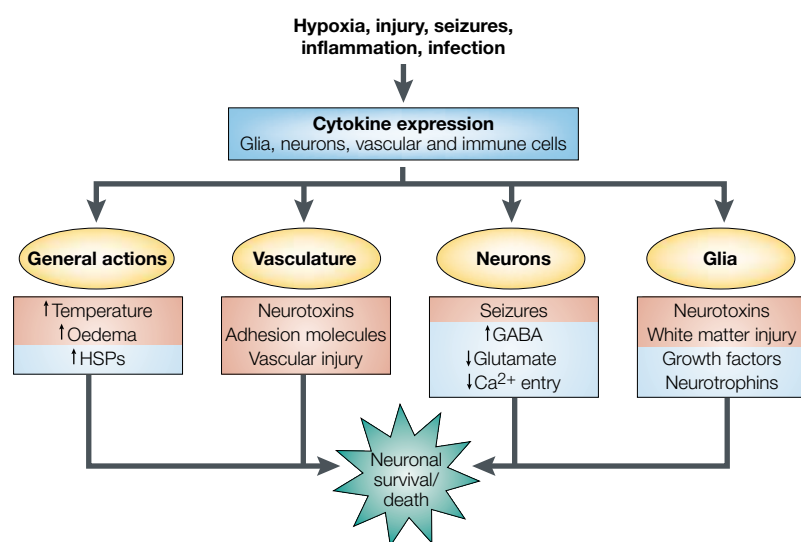 Hypoxia, injury, seizures,
inflammation, infection
Cytokine expression
Glia, neurons, vascular and immune cells
General actions
↑Temperature
↑Oedema
↑HSPs
Vasculature
Neurotoxins
Adhesion molecules
Vascular injury
Neurons
Seizures
↑GABA
↓Glutamate
↓Ca²⁺ entry
Glia
Neurotoxins
White matter injury
Growth factors
Neurotrophins
Neuronal
survival/
death